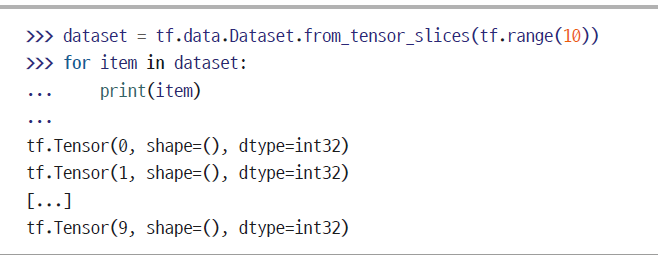 >>> dataset = tf.data.Dataset.from_tensor_slices(tf.range(10))
>>> for item in dataset:
...     print(item)
...
tf.Tensor(0, shape=(), dtype=int32)
tf.Tensor(1, shape=(), dtype=int32)
[...]
tf.Tensor(9, shape=(), dtype=int32)